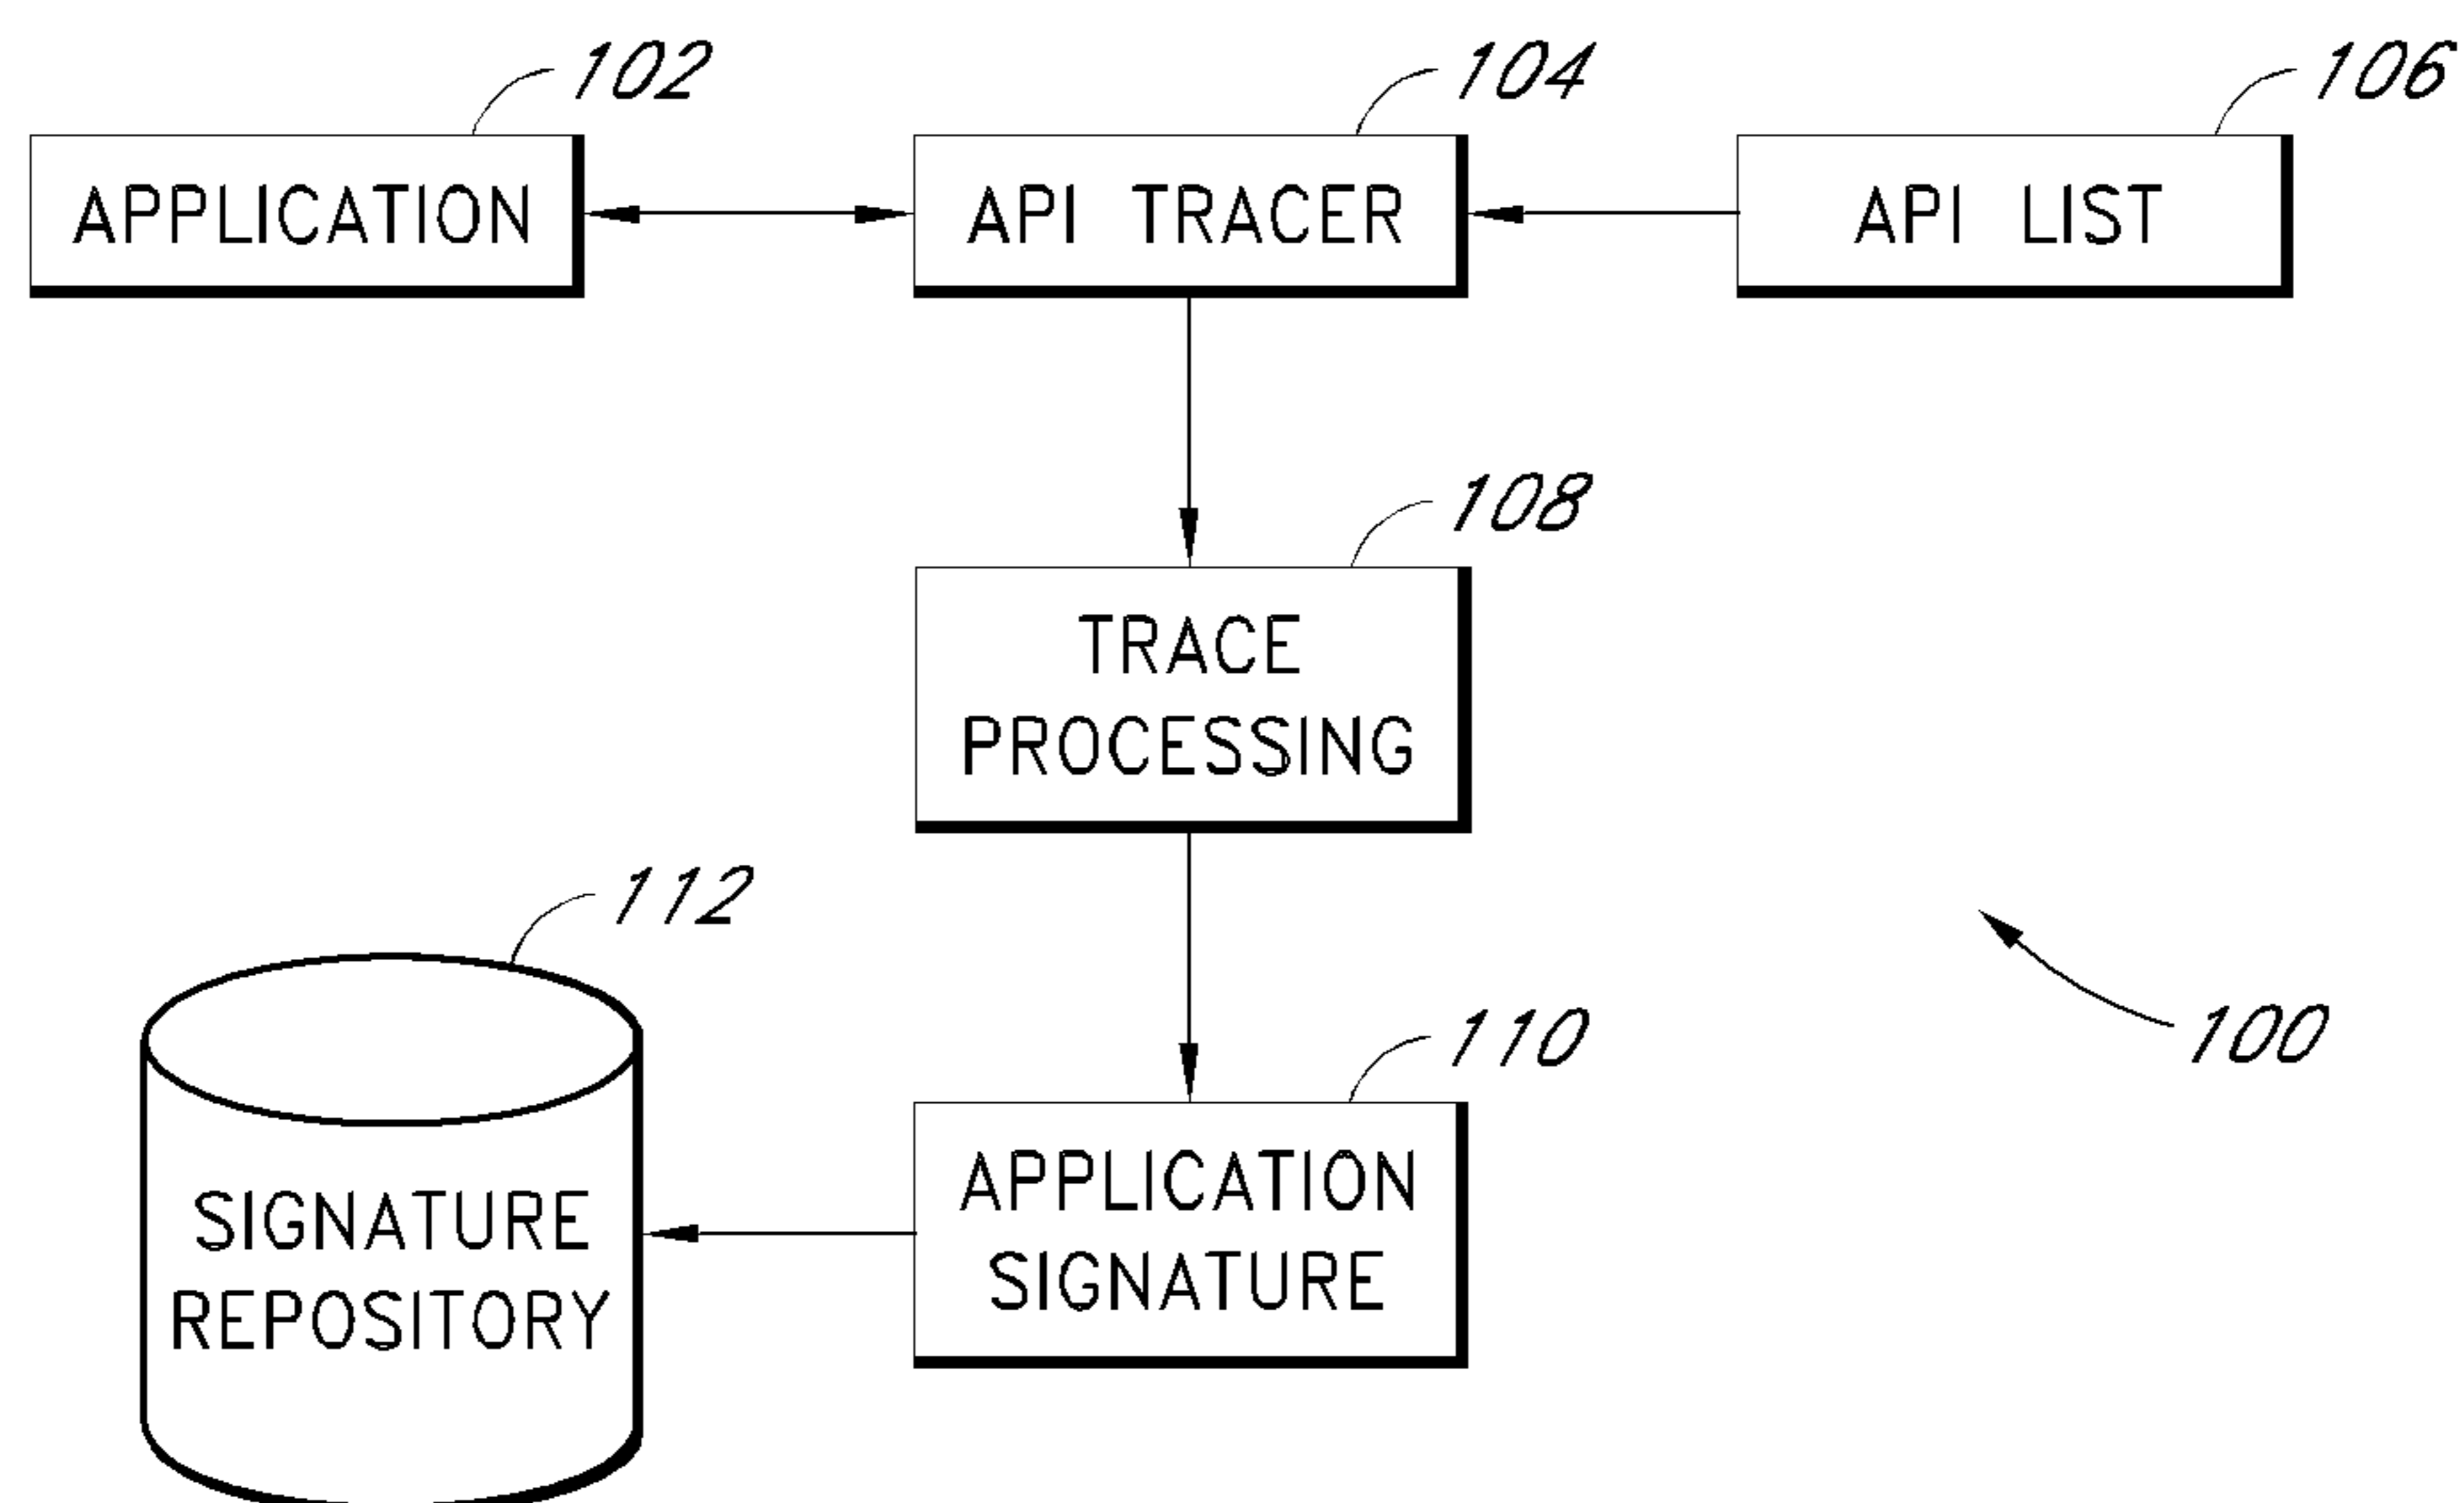 102
104
106
APPLICATION
API TRACER
API LIST
108
TRACE
PROCESSING
112
100
110
APPLICATION
SIGNATURE
SIGNATURE
REPOSITORY